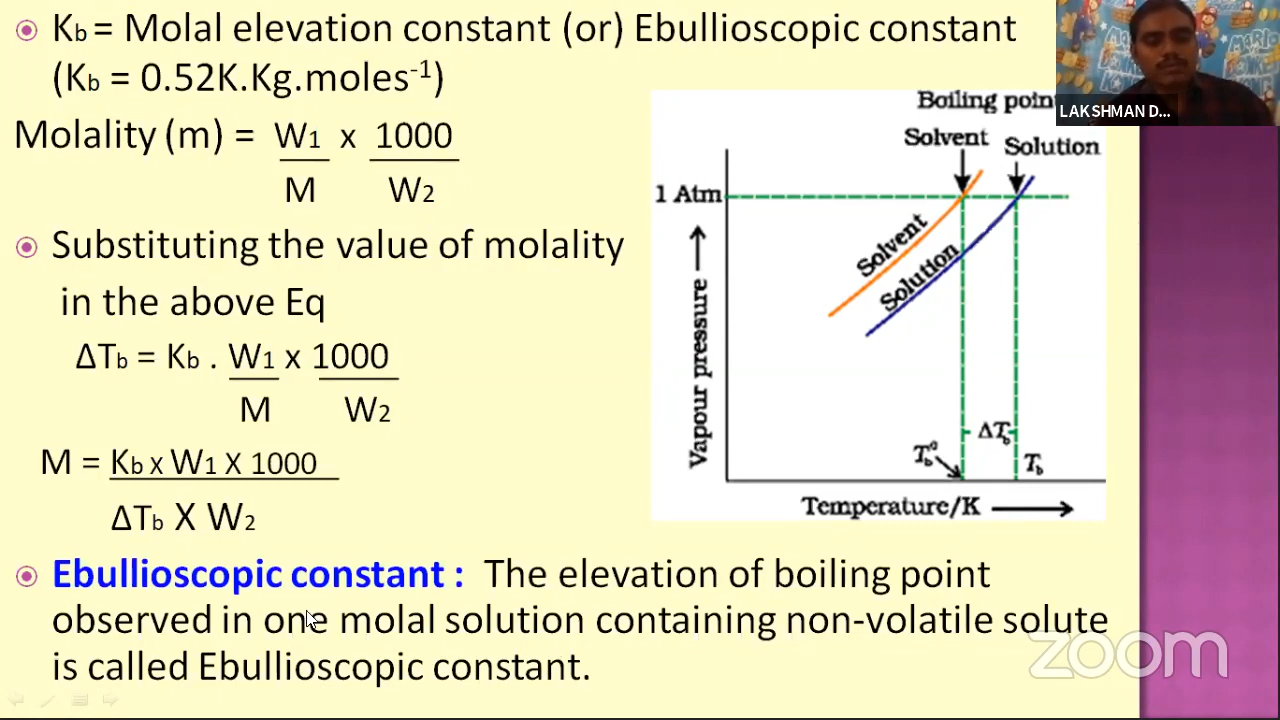 Kb = Molal elevation constant (or) Ebullioscopic constant
(Kb = 0.52K.Kg.moles-1)
Molality (m) = W1 x 1000
M W2
Substituting the value of molality
in the above Eq
ΔTb = Kb . W1 x 1000
M W2
M = Kb x W1 X 1000
ΔTb X W2
Ebullioscopic constant : The elevation of boiling point
observed in one molal solution containing non-volatile solute
is called Ebullioscopic constant.
Boiling poin
Solvent Solution
1 Atm
Solvent
Solution
Vapour pressure
ΔTb
Tb° Tb
Temperature/K
LAKSHMAN D...
zoom